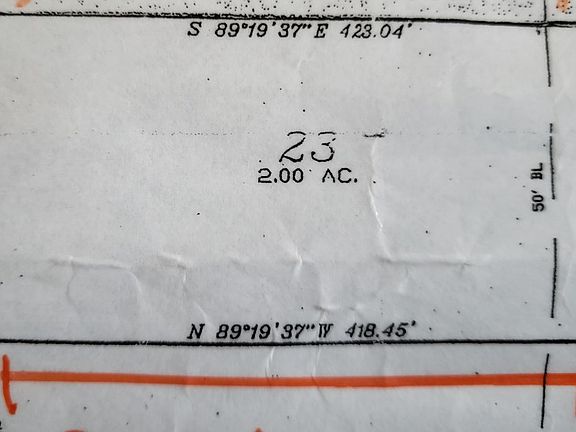 S 89°19'37" E 423.04'
23
2.00 AC.
50' BL
N 89°19'37" W 418.45'